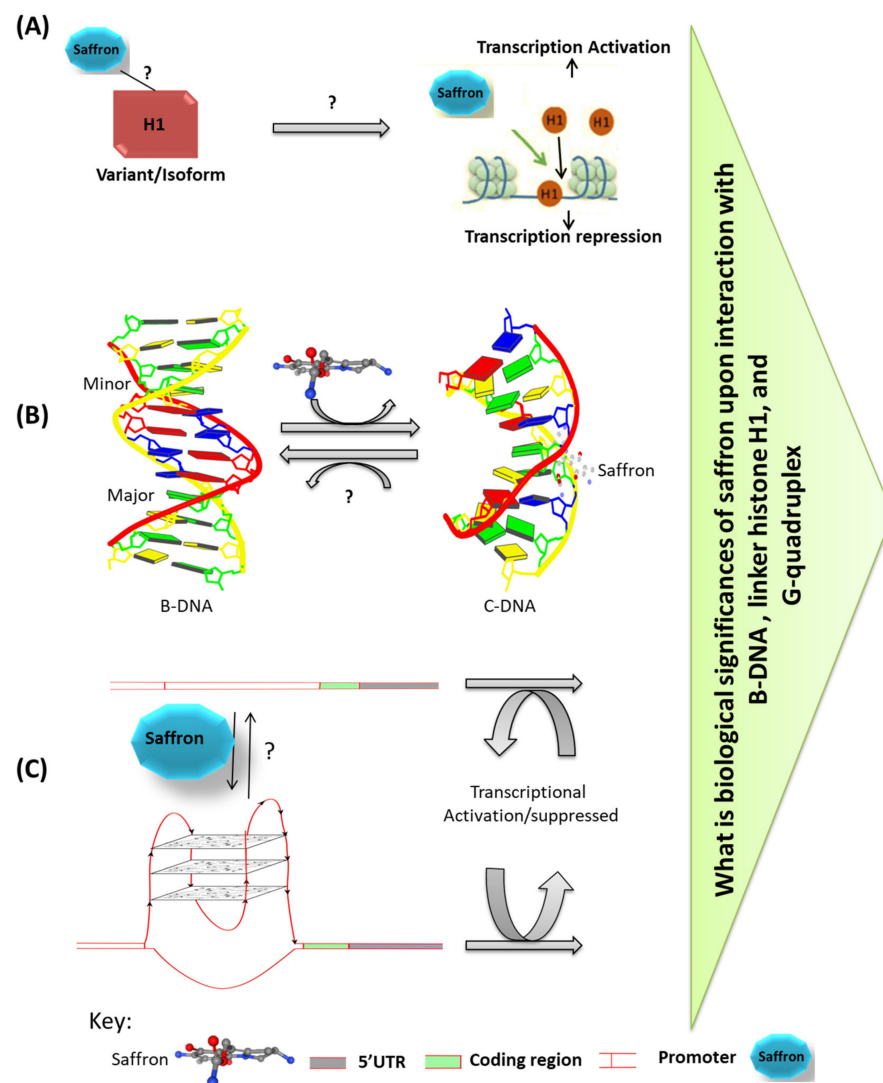 (A)
Saffron
?
H1
Variant/Isoform
?
Transcription Activation
Saffron
H1
H1
H1
Transcription repression
(B)
Minor
Major
B-DNA
?
Saffron
C-DNA
(C)
Saffron
?
Transcriptional
Activation/suppressed
What is biological significances of saffron upon interaction with
B-DNA , linker histone H1, and
G-quadruplex
Key:
Saffron
5'UTR
Coding region
Promoter
Saffron